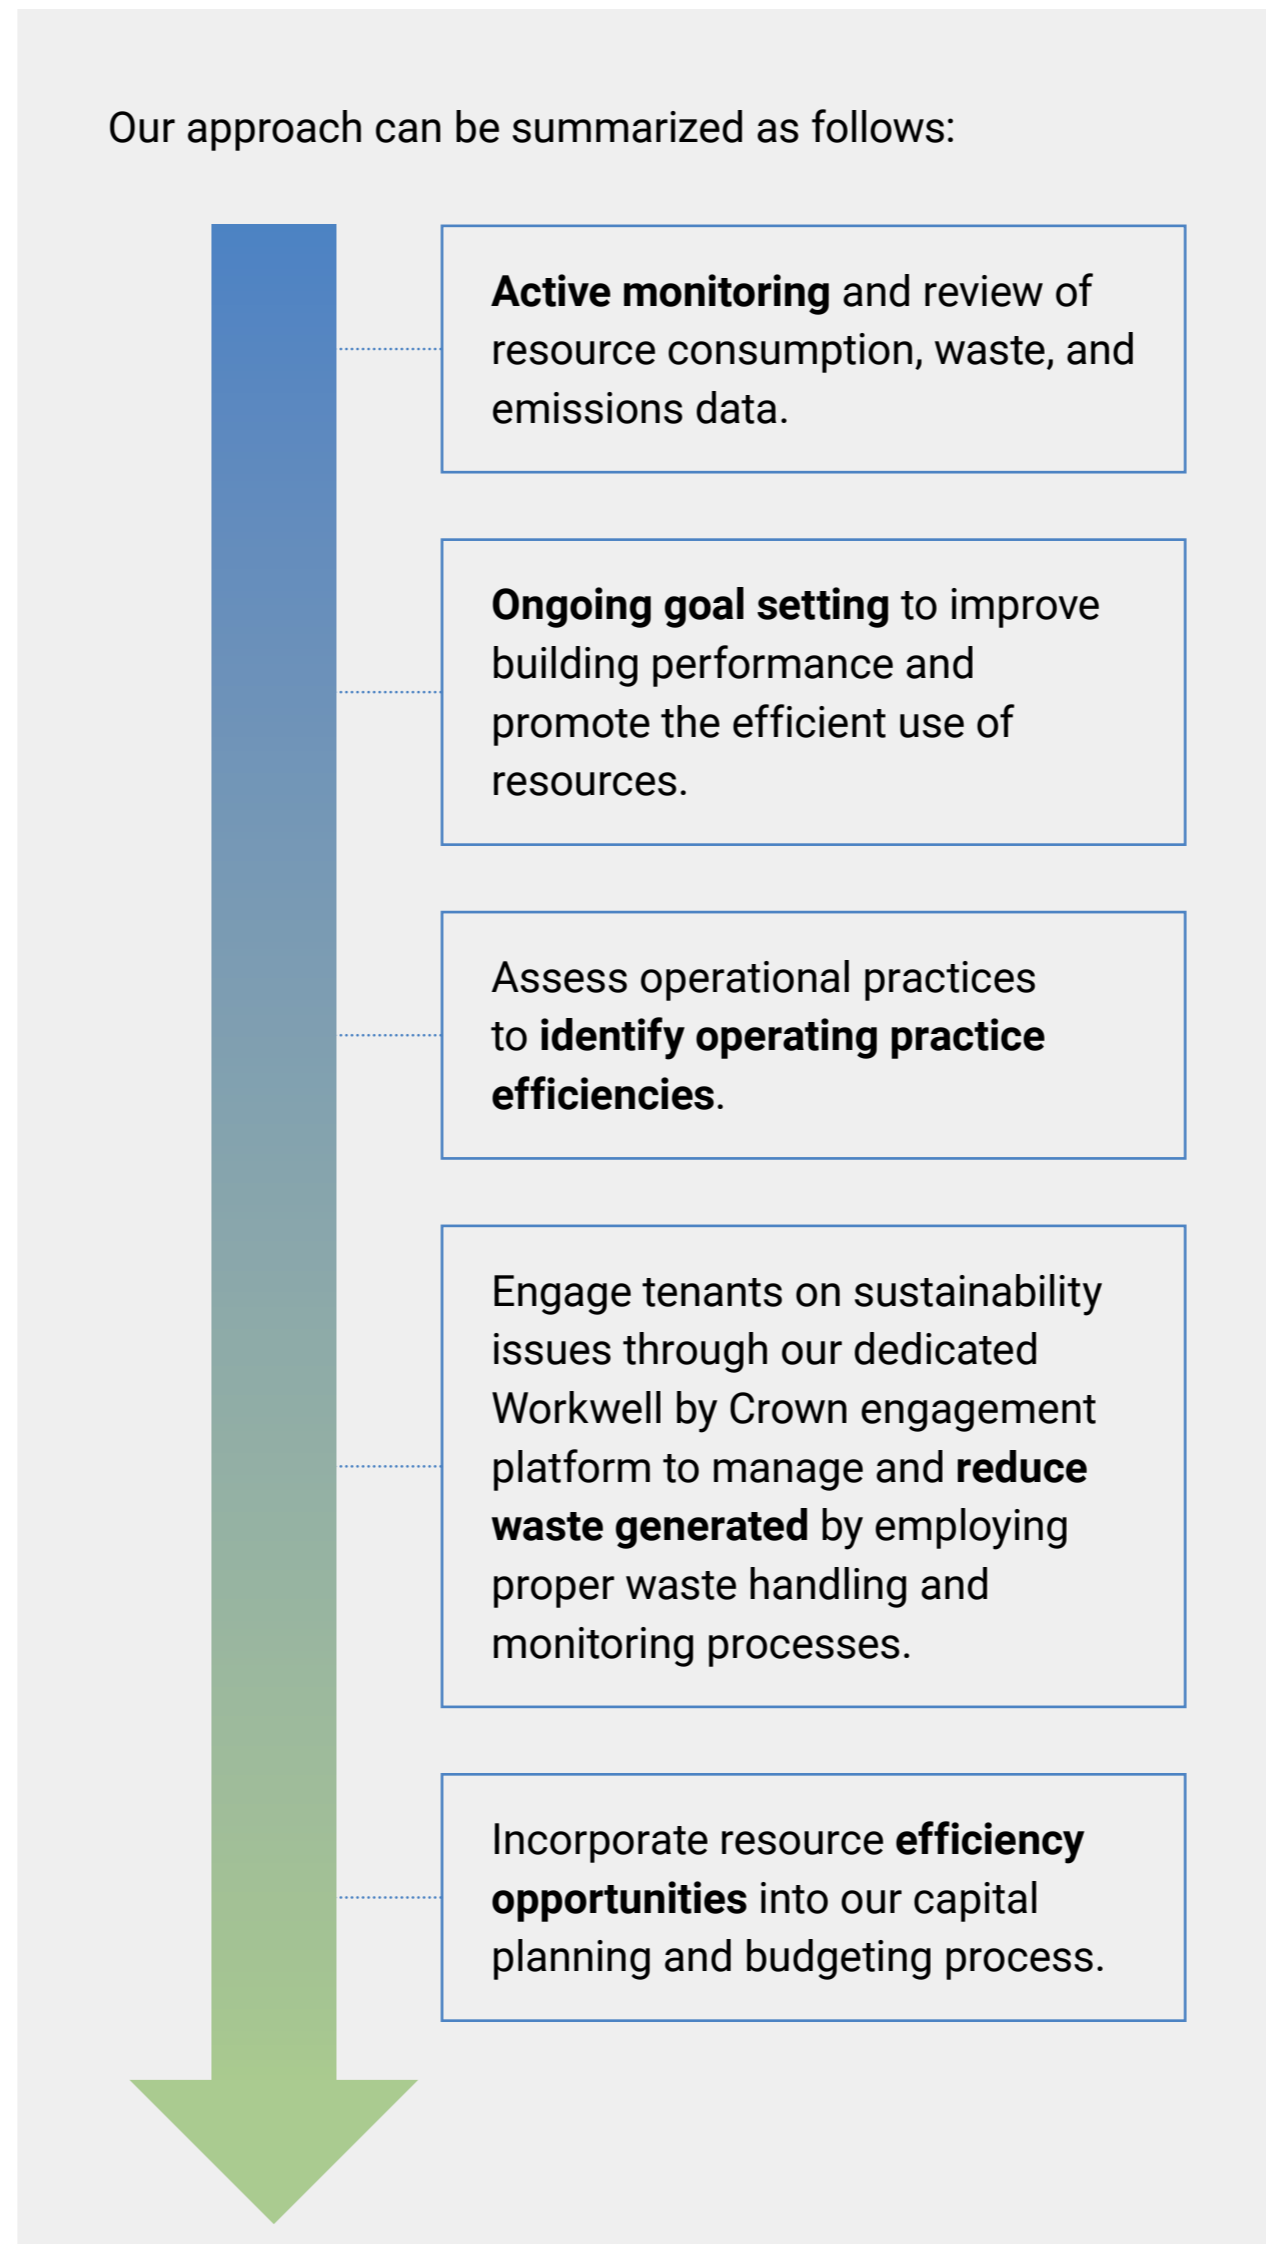 Our approach can be summarized as follows:
Active monitoring and review of
resource consumption, waste, and
emissions data.
Ongoing goal setting to improve
building performance and
promote the efficient use of
resources.
Assess operational practices
to identify operating practice
efficiencies.
Engage tenants on sustainability
issues through our dedicated
Workwell by Crown engagement
platform to manage and reduce
waste generated by employing
proper waste handling and
monitoring processes.
Incorporate resource efficiency
opportunities into our capital
planning and budgeting process.